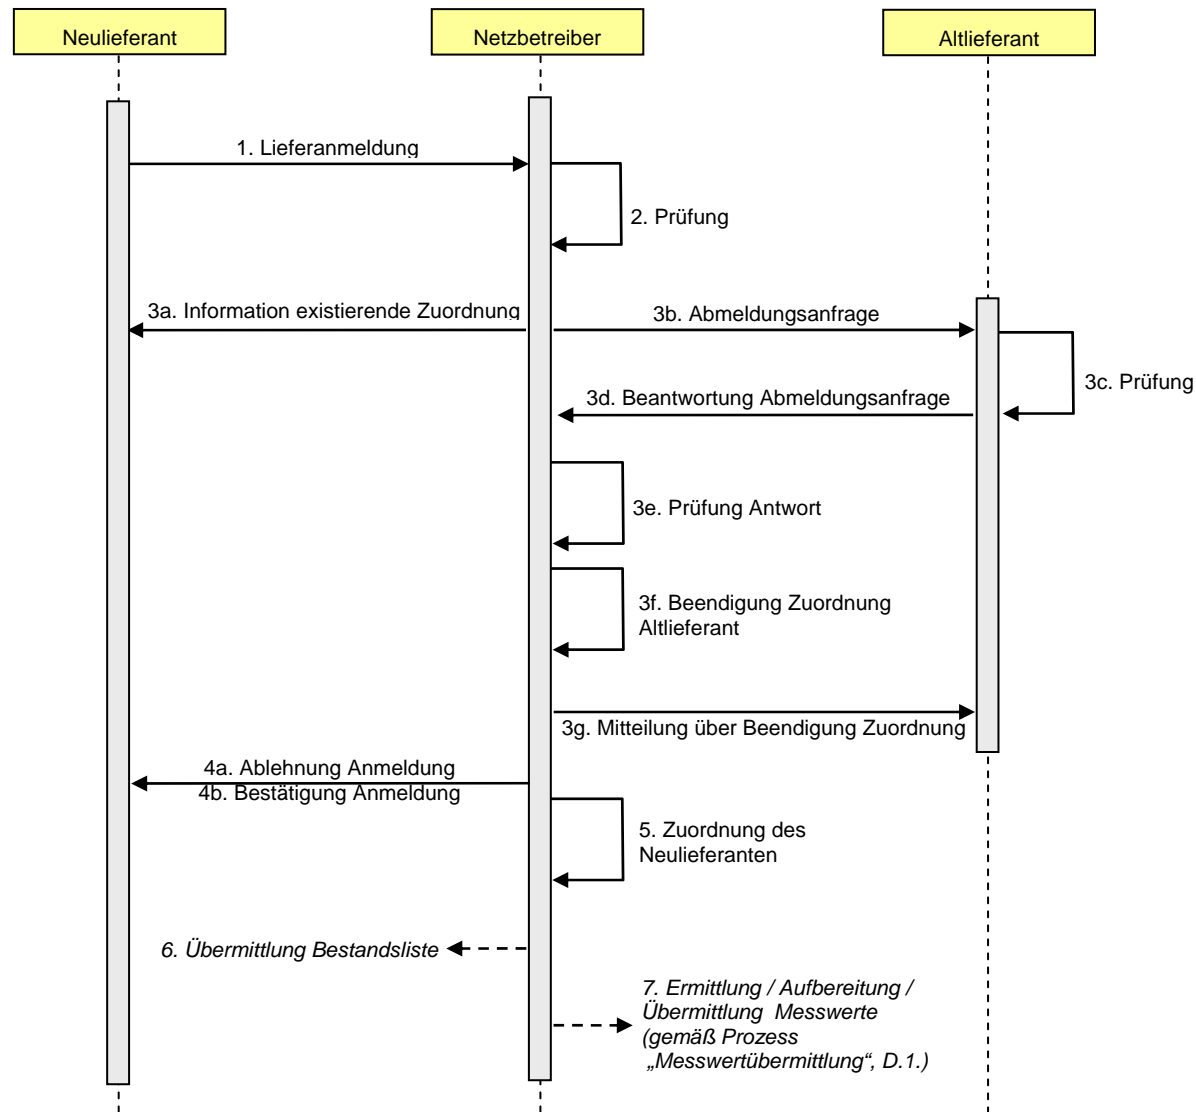 Neulieferant
Netzbetreiber
Altlieferant
1. Lieferanmeldung
2. Prüfung
3a. Information existierende Zuordnung
3b. Abmeldungsanfrage
3c. Prüfung
3d. Beantwortung Abmeldungsanfrage
3e. Prüfung Antwort
3f. Beendigung Zuordnung
Altlieferant
3g. Mitteilung über Beendigung Zuordnung
4a. Ablehnung Anmeldung
4b. Bestätigung Anmeldung
5. Zuordnung des
Neulieferanten
6. Übermittlung Bestandsliste
7. Ermittlung / Aufbereitung /
Übermittlung Messwerte
(gemäß Prozess
„Messwertübermittlung“, D.1.)